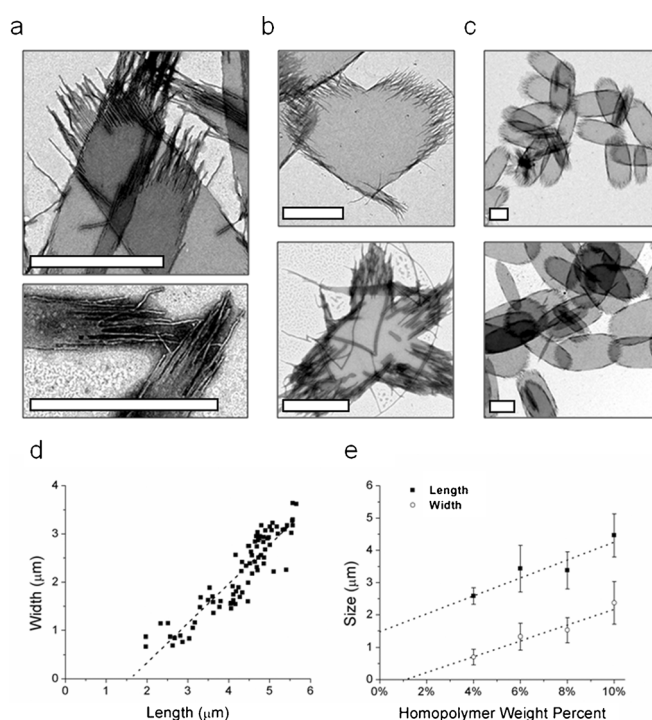 a b c
d e
4
3
2
1
0
Width (μm)
0 1 2 3 4 5 6
Length (μm)
6
5
4
3
2
1
0
Size (μm)
Length
Width
0% 2% 4% 6% 8% 10%
Homopolymer Weight Percent